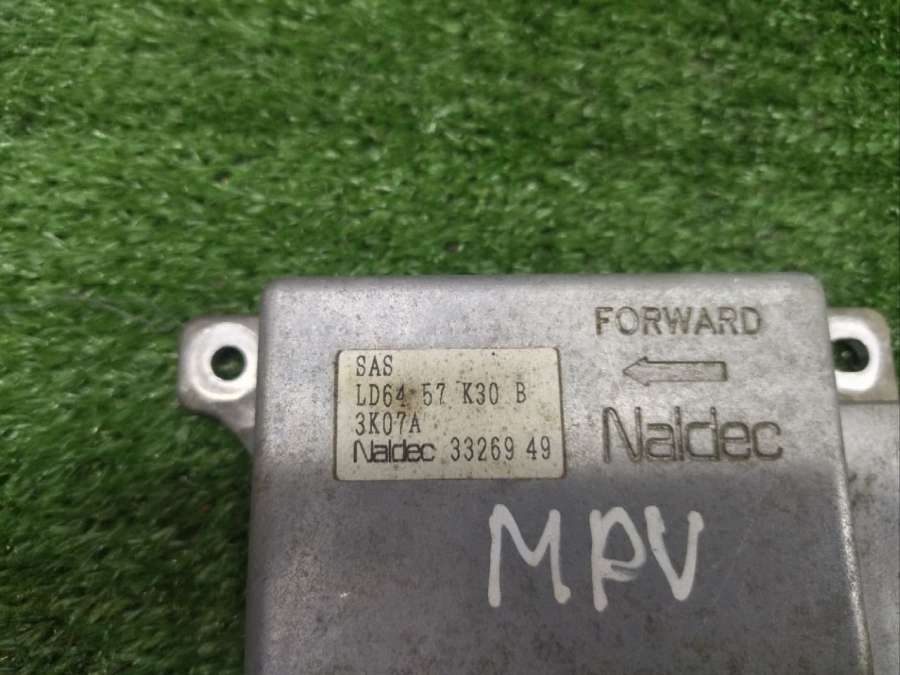 FORWARD
SAS
LD64 57 K30 B
3K07A
Naldec 33269 49
Naldec
MPV